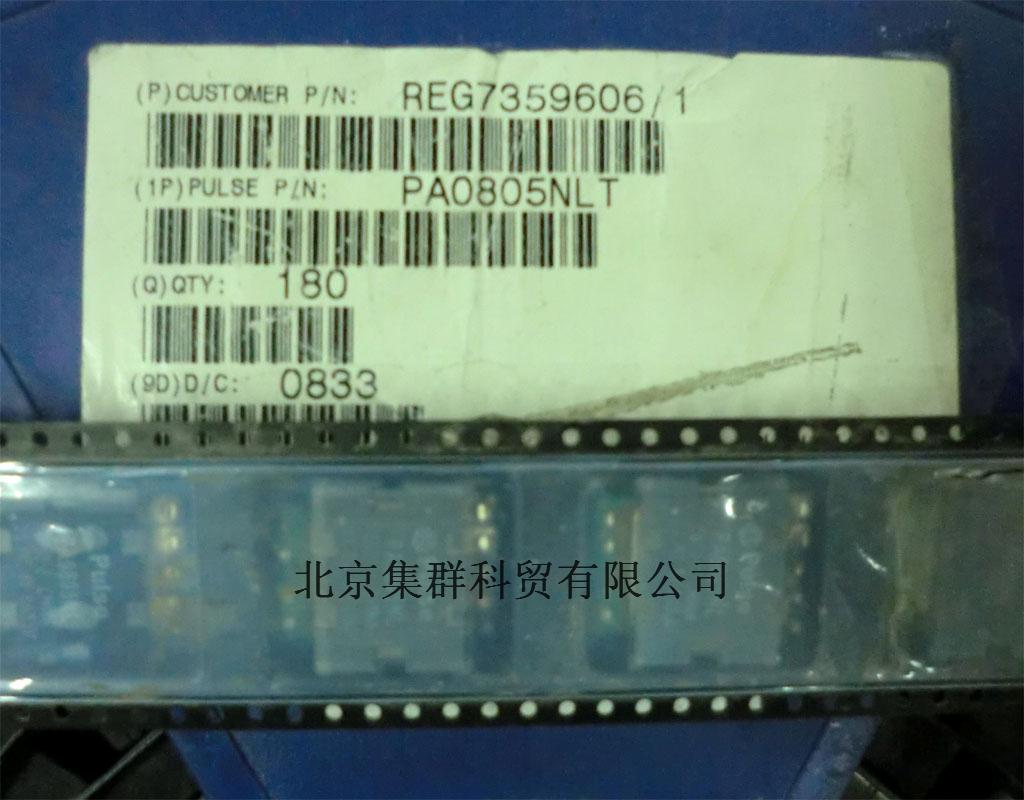 (P)CUSTOMER P/N: REG7359606/1
(1P)PULSE P/N: PA0805NLT
(Q)QTY: 180
(9D)D/C: 0833
北京集群科贸有限公司
Pulse